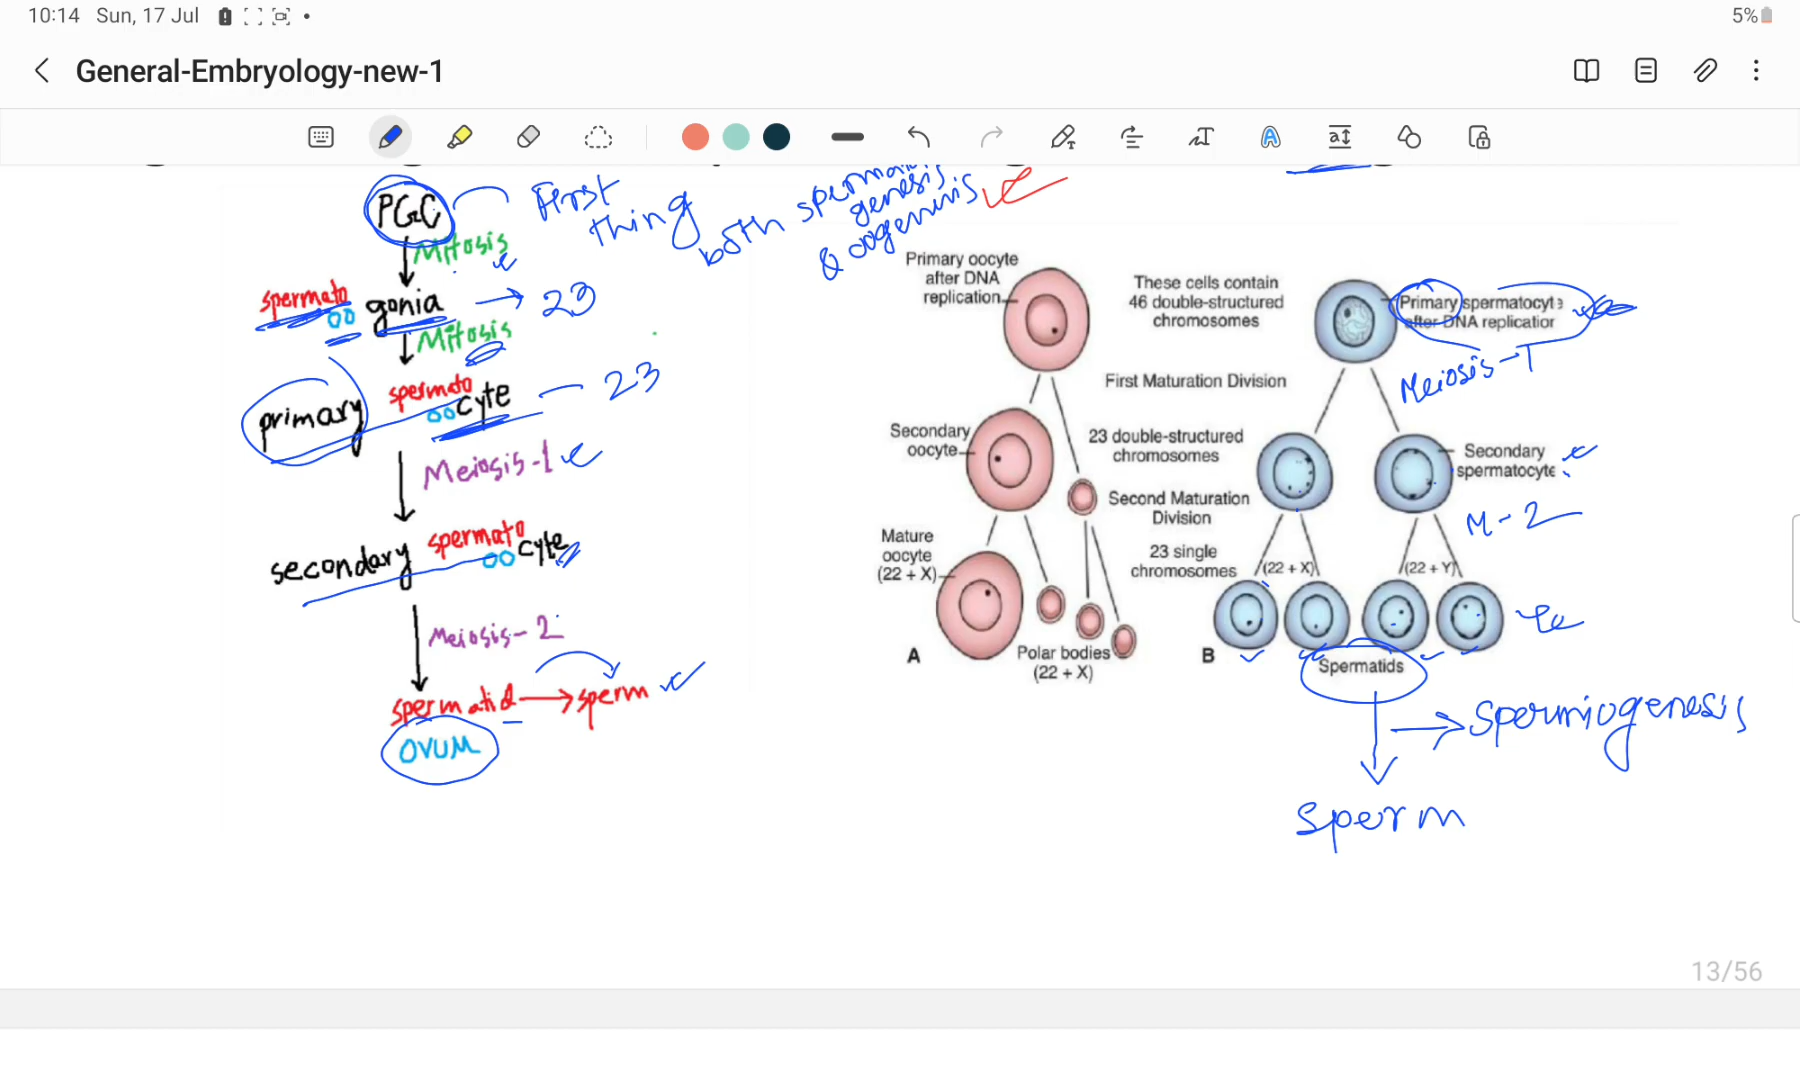 10:14 Sun, 17 Jul
5%
General-Embryology-new-1
PGC
First
thing
both spermato
genesis
& oogenesis
Mitosis
spermato
oo
gonia
23
Mitosis
primary
spermato
oo
cyte
23
Meiosis-1
secondary
spermato
oo
cyte
Meiosis-2
spermatid
sperm
OVUM
Primary oocyte
after DNA
replication
These cells contain
46 double-structured
chromosomes
Primary spermatocyte
after DNA replication
Meiosis-I
First Maturation Division
Secondary
oocyte
23 double-structured
chromosomes
Secondary
spermatocyte
Second Maturation
Division
M-2
Mature
oocyte
(22 + X)
23 single
chromosomes
(22 + X)
(22 + Y)
A
Polar bodies
(22 + X)
B
Spermatids
Spermiogenesis
Sperm
13/56